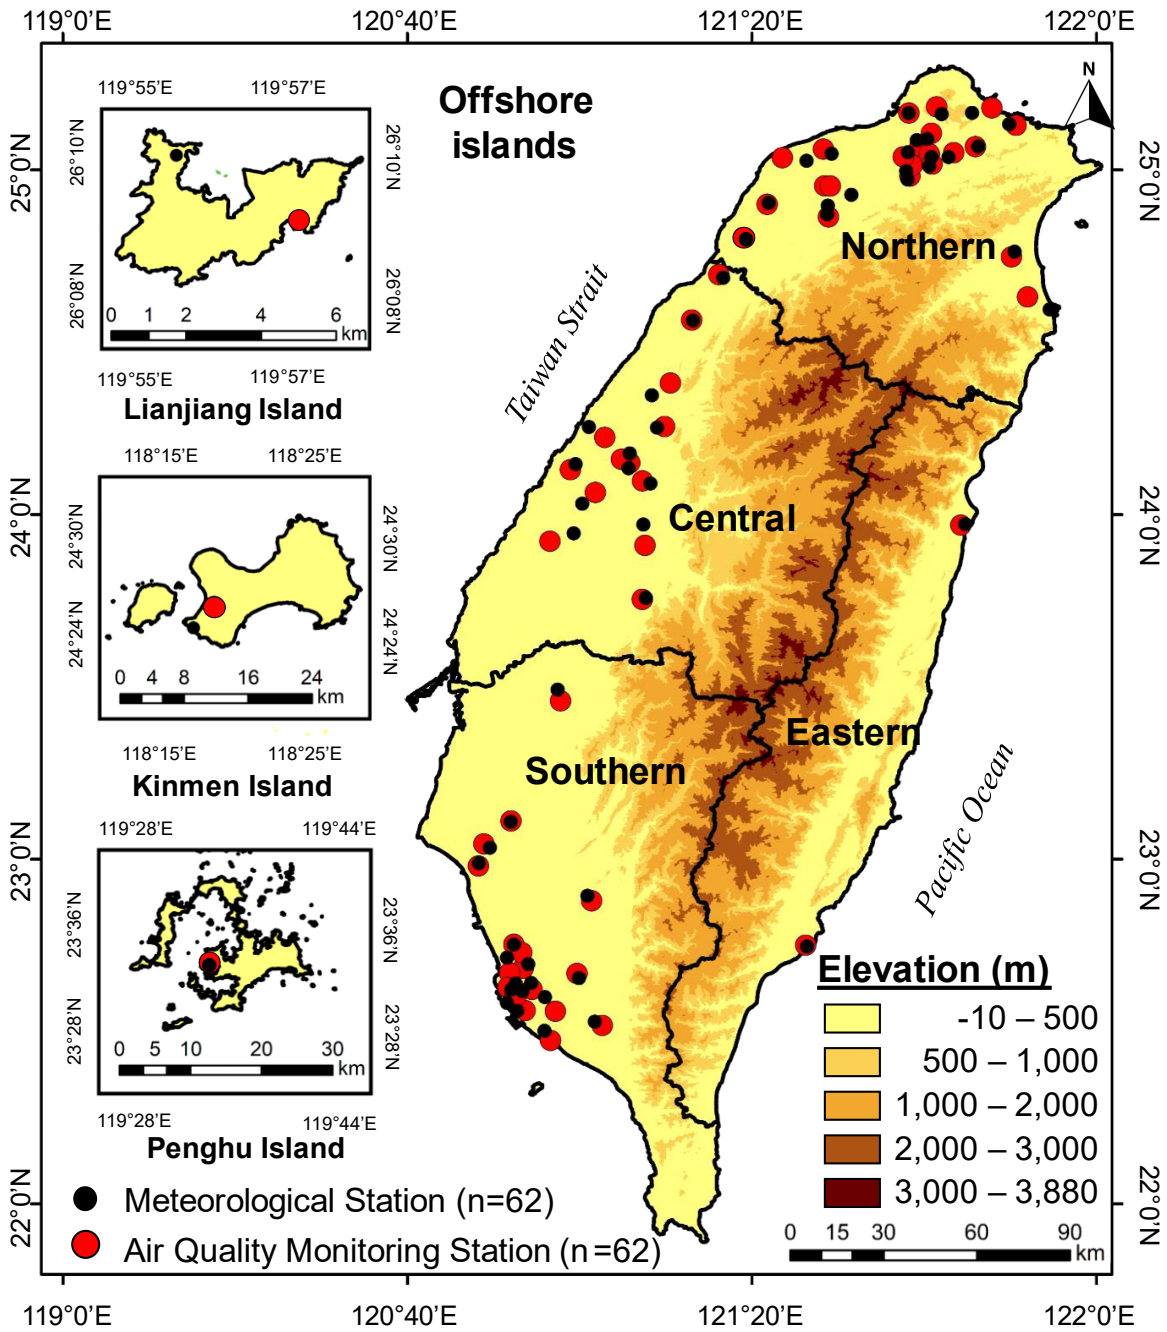 119°0’E
120°40’E
121°20’E
122°0’E
25°0’N
24°0’N
23°0’N
22°0’N
25°0’N
24°0’N
23°0’N
22°0’N
119°0’E
120°40’E
121°20’E
122°0’E
Offshore
islands
N
119°55’E
119°57’E
26°10’N
26°08’N
26°10’N
26°08’N
0 1 2 4 6
km
119°55’E
119°57’E
Lianjiang Island
118°15’E
118°25’E
24°30’N
24°24’N
24°30’N
24°24’N
0 4 8 16 24
km
118°15’E
118°25’E
Kinmen Island
119°28’E
119°44’E
23°36’N
23°28’N
23°36’N
23°28’N
0 5 10 20 30
km
119°28’E
119°44’E
Penghu Island
Northern
Taiwan Strait
Central
Eastern
Southern
Pacific Ocean
Elevation (m)
-10 – 500
500 – 1,000
1,000 – 2,000
2,000 – 3,000
3,000 – 3,880
0 15 30 60 90
km
Meteorological Station (n=62)
Air Quality Monitoring Station (n=62)